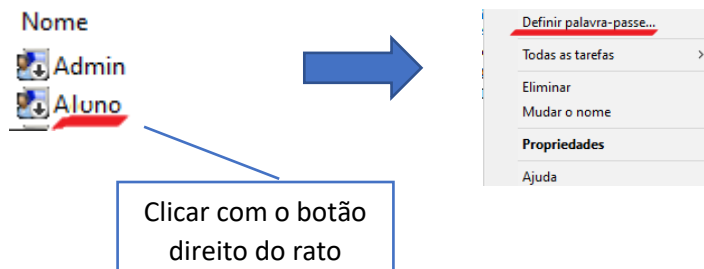 Nome
Admin
Aluno
Clicar com o botão
direito do rato
Definir palavra-passe...
Todas as tarefas
Eliminar
Mudar o nome
Propriedades
Ajuda